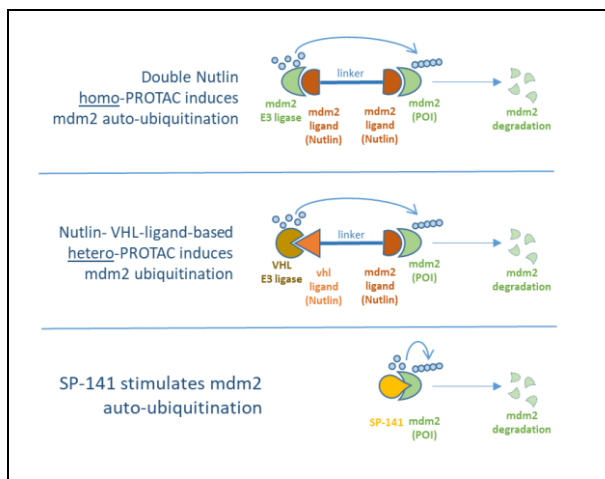 Double Nutlin
homo-PROTAC induces
mdm2 auto-ubiquitination
linker
mdm2
E3 ligase
mdm2
ligand
(Nutlin)
mdm2
ligand
(Nutlin)
mdm2
(POI)
mdm2
degradation
Nutlin- VHL-ligand-based
hetero-PROTAC induces
mdm2 ubiquitination
linker
VHL
E3 ligase
vhl
ligand
(Nutlin)
mdm2
ligand
(Nutlin)
mdm2
(POI)
mdm2
degradation
SP-141 stimulates mdm2
auto-ubiquitination
SP-141
mdm2
(POI)
mdm2
degradation